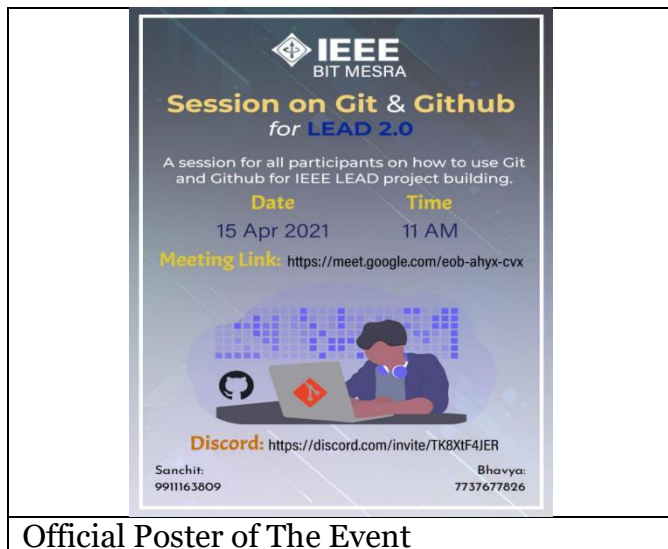 IEEE
BIT MESRA
Session on Git & Github
for LEAD 2.0
A session for all participants on how to use Git
and Github for IEEE LEAD project building.
Date Time
15 Apr 2021 11 AM
Meeting Link: https://meet.google.com/eob-ahyx-cvx
Discord: https://discord.com/invite/TK8XtF4JER
Sanchit: Bhavya:
9911163809 7737677826
Official Poster of The Event